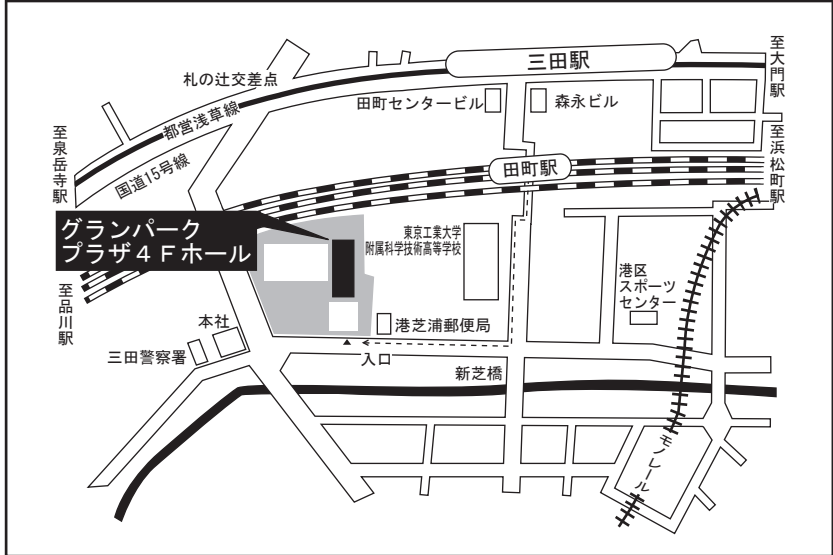 三田駅
至大門駅
札の辻交差点
田町センタービル
森永ビル
都営浅草線
至泉岳寺駅
国道15号線
至浜松町駅
田町駅
グランパーク
プラザ4Fホール
東京工業大学
附属科学技術高等学校
港区
スポーツ
センター
至品川駅
本社
港芝浦郵便局
三田警察署
入口
新芝橋
モノレール